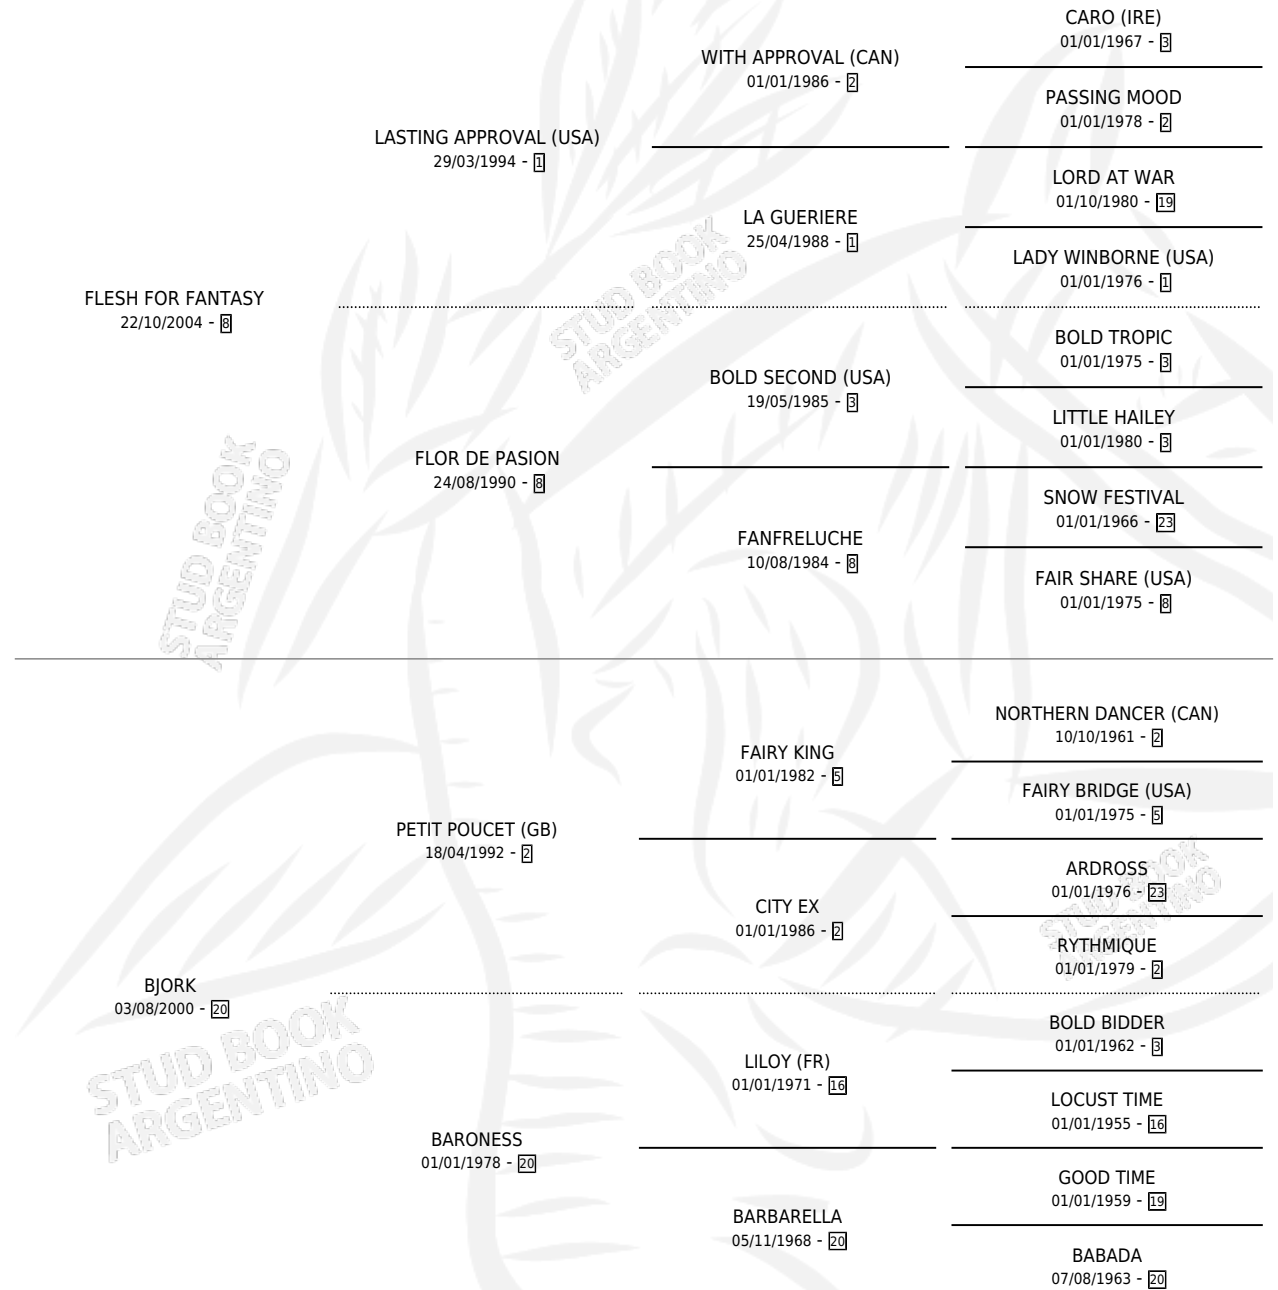 CARO (IRE)
01/01/1967 - 3
WITH APPROVAL (CAN)
01/01/1986 - 2
PASSING MOOD
01/01/1978 - 2
LASTING APPROVAL (USA)
29/03/1994 - 1
LORD AT WAR
01/10/1980 - 19
LA GUERIERE
25/04/1988 - 1
LADY WINBORNE (USA)
01/01/1976 - 1
FLESH FOR FANTASY
22/10/2004 - 8
BOLD TROPIC
01/01/1975 - 3
BOLD SECOND (USA)
19/05/1985 - 3
LITTLE HAILEY
01/01/1980 - 3
FLOR DE PASION
24/08/1990 - 8
SNOW FESTIVAL
01/01/1966 - 23
FANFRELUCHE
10/08/1984 - 8
FAIR SHARE (USA)
01/01/1975 - 8
NORTHERN DANCER (CAN)
10/10/1961 - 2
FAIRY KING
01/01/1982 - 5
FAIRY BRIDGE (USA)
01/01/1975 - 5
PETIT POUCET (GB)
18/04/1992 - 2
ARDROSS
01/01/1976 - 23
CITY EX
01/01/1986 - 2
RYTHMIQUE
01/01/1979 - 2
BJORK
03/08/2000 - 20
BOLD BIDDER
01/01/1962 - 3
LILOY (FR)
01/01/1971 - 16
LOCUST TIME
01/01/1955 - 16
BARONESS
01/01/1978 - 20
GOOD TIME
01/01/1959 - 19
BARBARELLA
05/11/1968 - 20
BABADA
07/08/1963 - 20
STUD BOOK
ARGENTINO
STUD BOOK
ARGENTINO
STUD BOOK
ARGENTINO
STUD BOOK
ARGENTINO